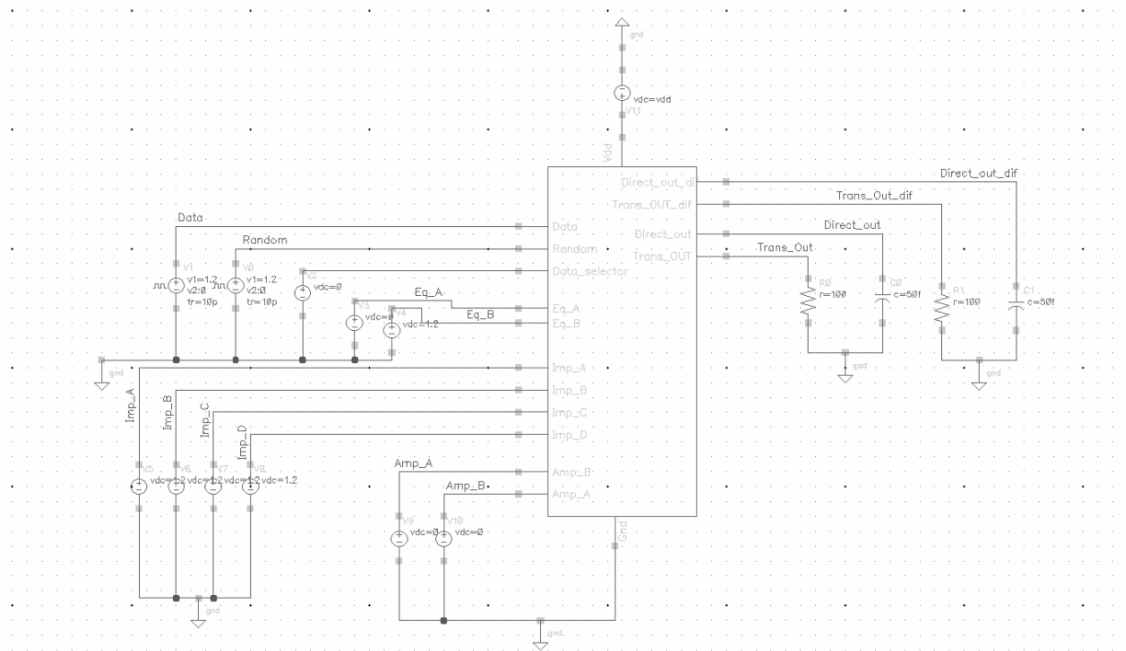 gnd
vdc=vdd
V11
Vdd
Direct_out_di
Direct_out_dif
Trans_OUT_dif
Trans_Out_dif
Data
Data
Direct_out
Direct_out
Random
Random
Trans_OUT
Trans_Out
V1
v1=1.2
v2:0
tr=10p
V0
v1=1.2
v2:0
tr=10p
V2
vdc=0
Data_selector
Eq_A
Eq_A
V3
vdc=0
V4
vdc=1.2
Eq_B
Eq_B
R0
r=100
C0
c=50f
R1
r=100
C1
c=50f
gnd
gnd
gnd
Imp_A
Imp_B
Imp_C
Imp_D
Imp_A
Imp_B
Imp_C
Imp_D
V5
V6
V7
V8
vdc=1.2
vdc=1.2
vdc=1.2
vdc=1.2
Amp_A
Amp_B
Amp_B
Amp_A
V9
vdc=0
V10
vdc=0
Gnd
gnd
gnd